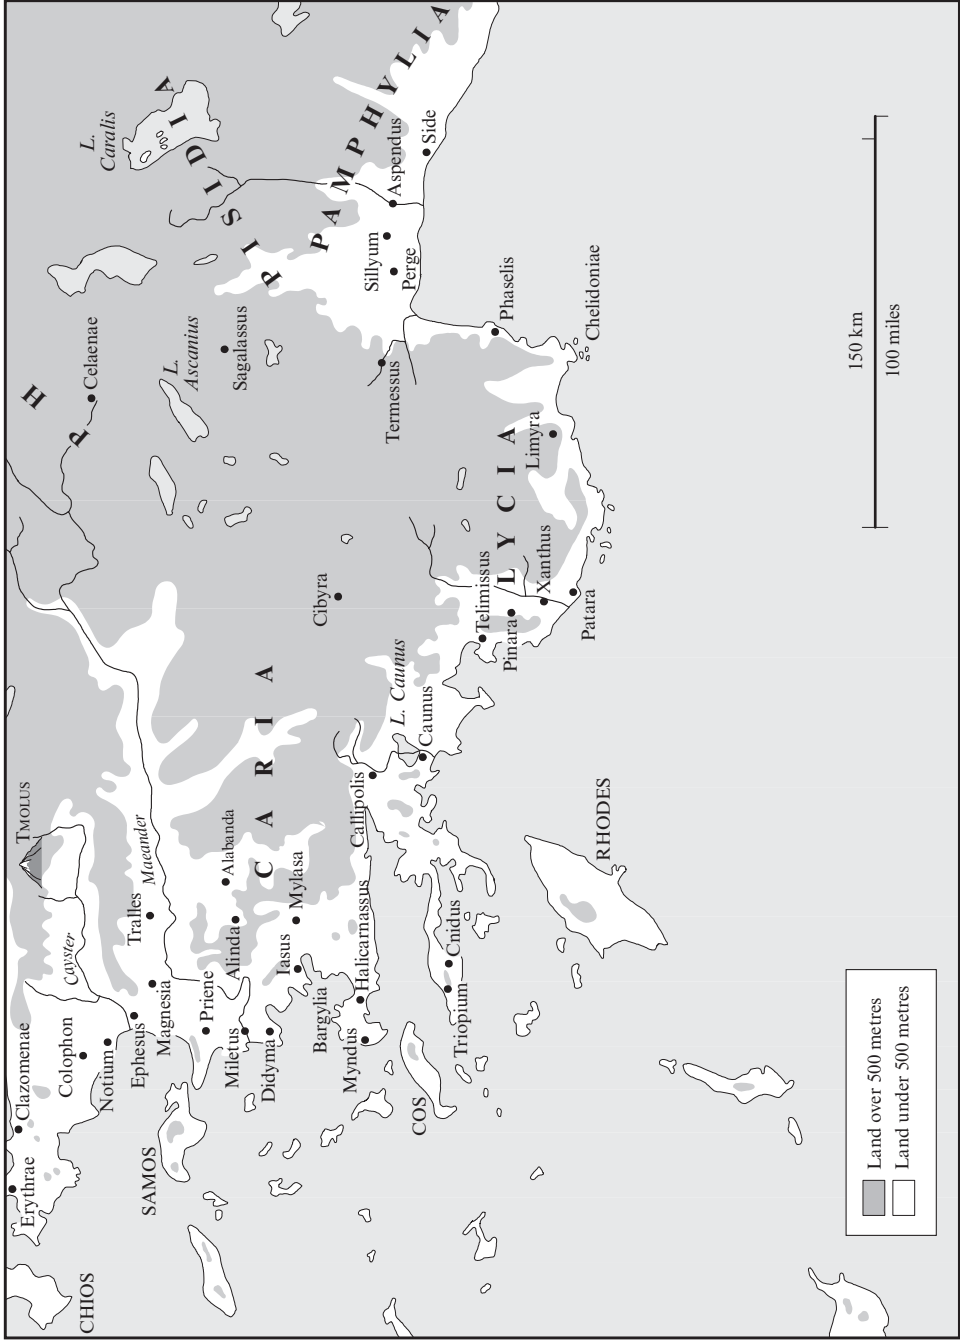 CHIOS
Erythrae
Clazomenae
TMOLUS
Cayster
Colophon
Notium
Ephesus
Magnesia
Tralles
Maeander
SAMOS
Priene
Miletus
Didyma
Alinda
Alabanda
Iasus
Mylasa
Bargylia
Myndus
Halicarnassus
Callipolis
CARIA
COS
Triopium
Cnidus
RHODES
L. Caunus
Caunus
Cibyra
Telimissus
Pinara
Xanthus
Patara
LYCIA
Limyra
Termessus
Phaselis
Chelidoniae
PH
Celaenae
L.
Ascanius
Sagalassus
PISIDIA
L.
Caralis
PAMPHYLIA
Sillyum
Perge
Aspendus
Side
Land over 500 metres
Land under 500 metres
150 km
100 miles